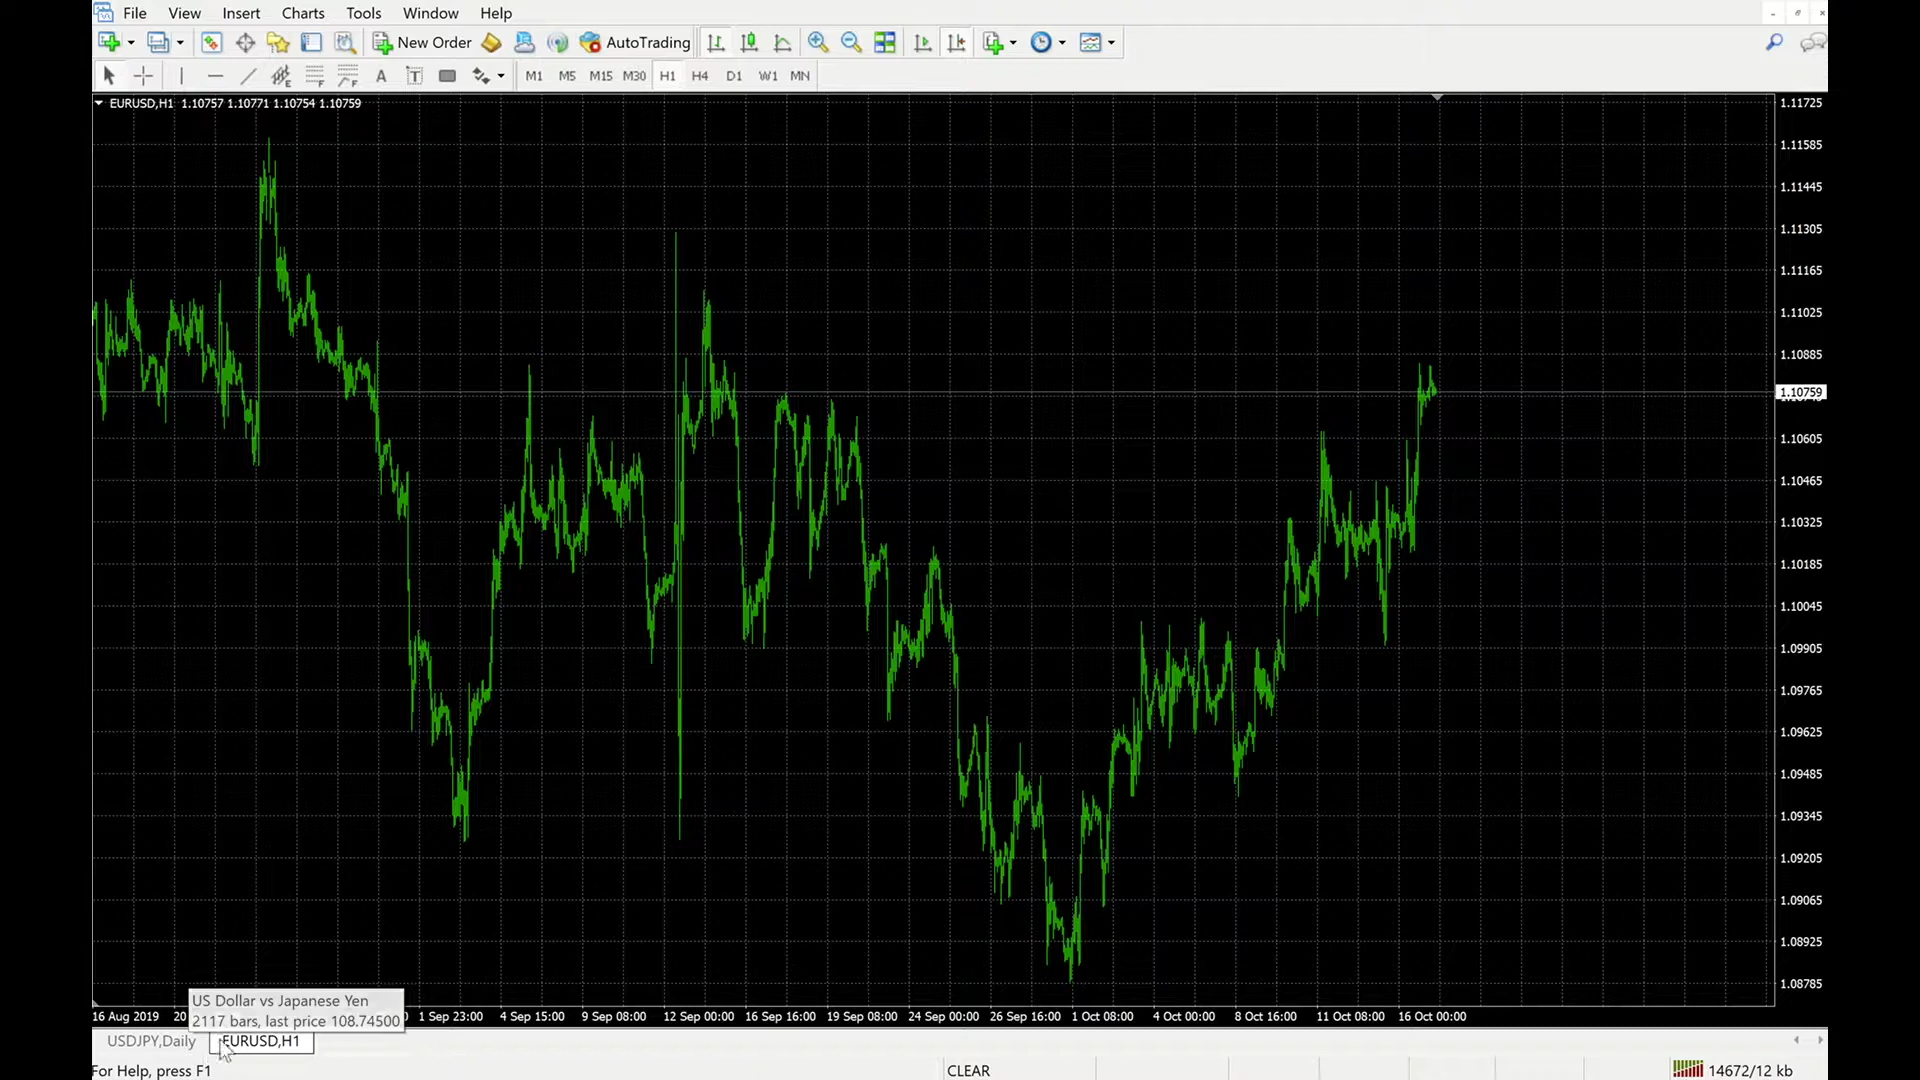 File View Insert Charts Tools Window Help
New Order AutoTrading
A T M1 M5 M15 M30 H1 H4 D1 W1 MN
EURUSD,H1 1.10757 1.10771 1.10754 1.10759
1.11725
1.11585
1.11445
1.11305
1.11165
1.11025
1.10885
1.10759
1.10605
1.10465
1.10325
1.10185
1.10045
1.09905
1.09765
1.09625
1.09485
1.09345
1.09205
1.09065
1.08925
1.08785
US Dollar vs Japanese Yen
2117 bars, last price 108.74500
16 Aug 2019 20 1 Sep 23:00 4 Sep 15:00 9 Sep 08:00 12 Sep 00:00 16 Sep 16:00 19 Sep 08:00 24 Sep 00:00 26 Sep 16:00 1 Oct 08:00 4 Oct 00:00 8 Oct 16:00 11 Oct 08:00 16 Oct 00:00
USDJPY,Daily EURUSD,H1
For Help, press F1 CLEAR 14672/12 kb